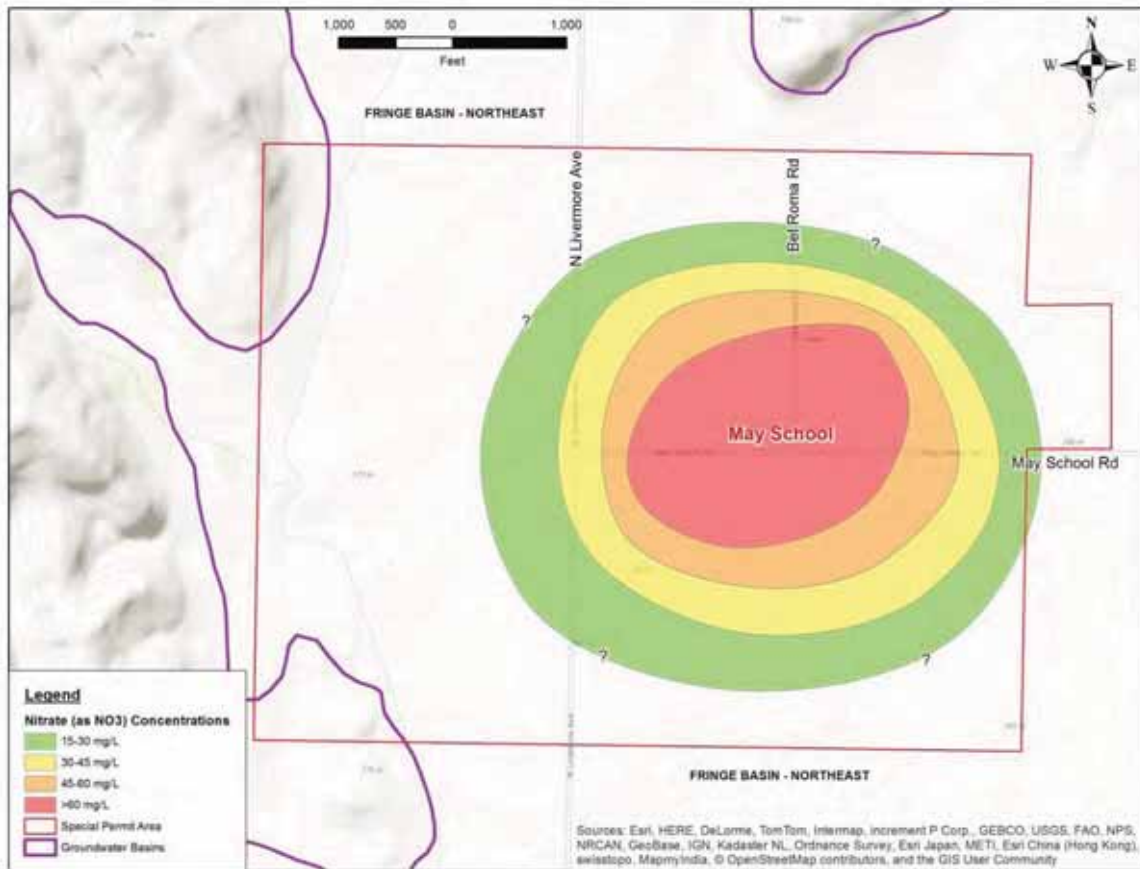 1,000 500 0 1,000
Feet
N
W E
S
FRINGE BASIN - NORTHEAST
N Livermore Ave
Bel Roma Rd
?
?
May School
May School Rd
?
?
FRINGE BASIN - NORTHEAST
Legend
Nitrate (as NO3) Concentrations
15-30 mg/L
30-45 mg/L
45-60 mg/L
>60 mg/L
Special Permit Area
Groundwater Basins
Sources: Esri, HERE, DeLorme, TomTom, Intermap, increment P Corp., GEBCO, USGS, FAO, NPS,
NRCAN, GeoBase, IGN, Kadaster NL, Ordnance Survey, Esri Japan, METI, Esri China (Hong Kong),
swisstopo, MapmyIndia, © OpenStreetMap contributors, and the GIS User Community